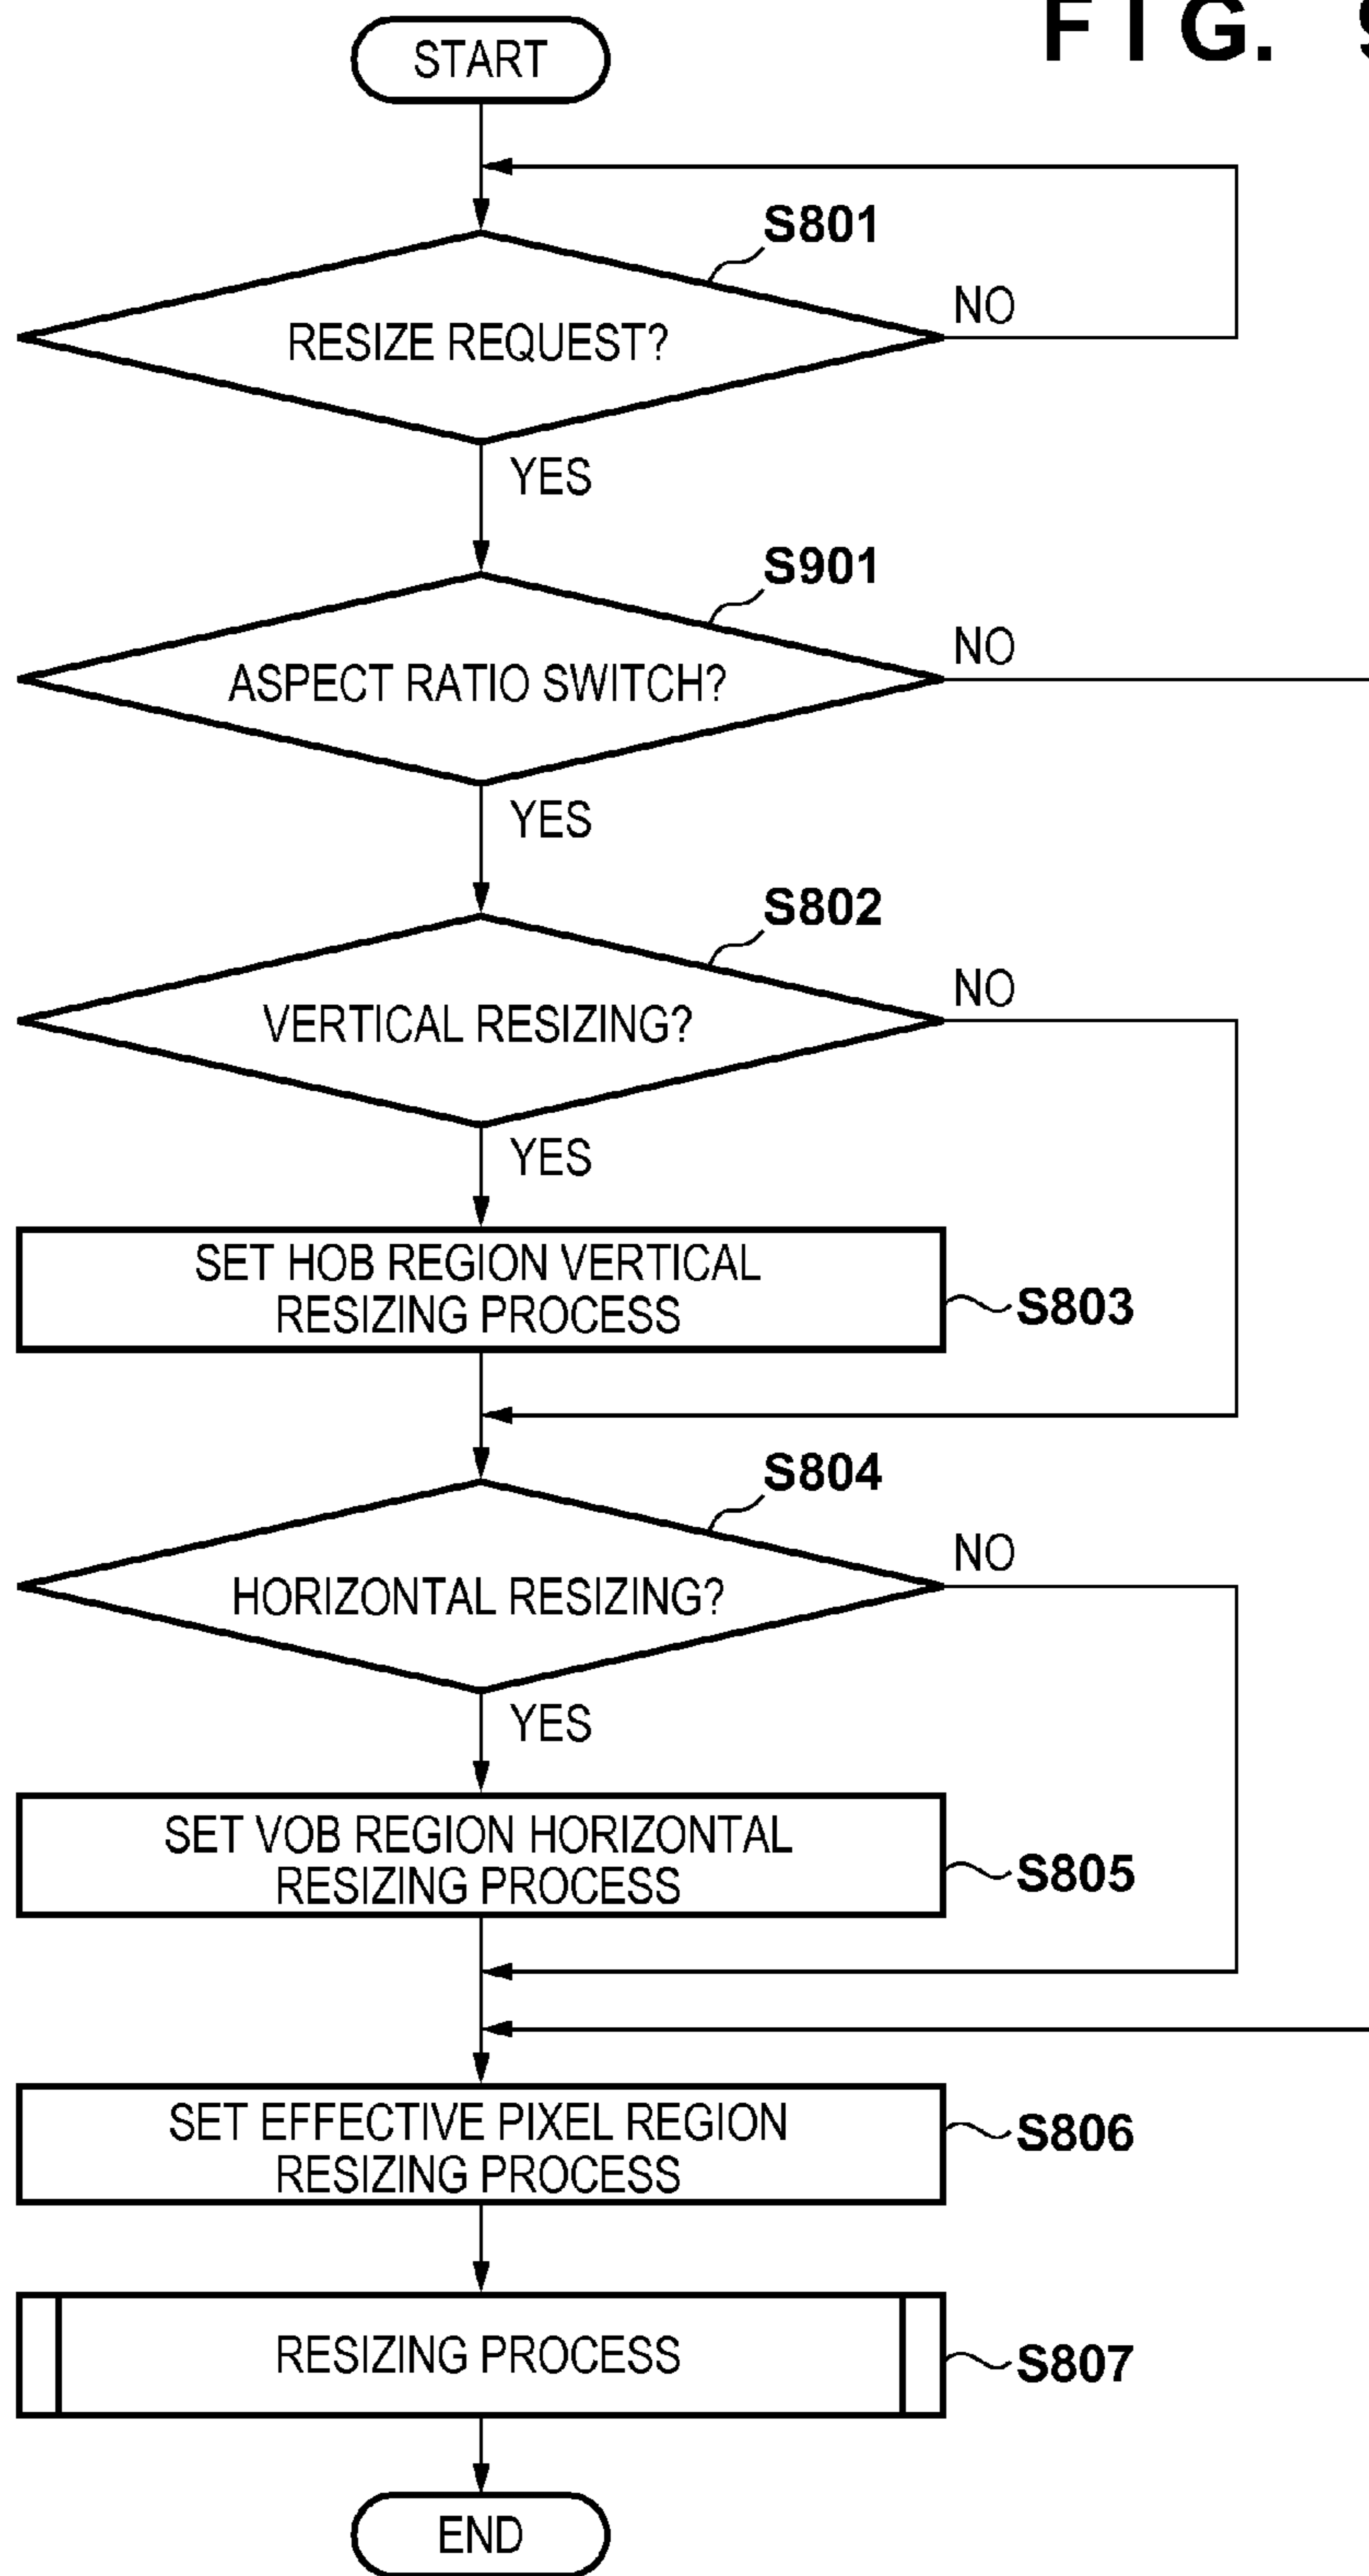 FIG. 9
START
S801
RESIZE REQUEST?
NO
YES
S901
ASPECT RATIO SWITCH?
NO
YES
S802
VERTICAL RESIZING?
NO
YES
SET HOB REGION VERTICAL
RESIZING PROCESS
S803
S804
HORIZONTAL RESIZING?
NO
YES
SET VOB REGION HORIZONTAL
RESIZING PROCESS
S805
SET EFFECTIVE PIXEL REGION
RESIZING PROCESS
S806
RESIZING PROCESS
S807
END